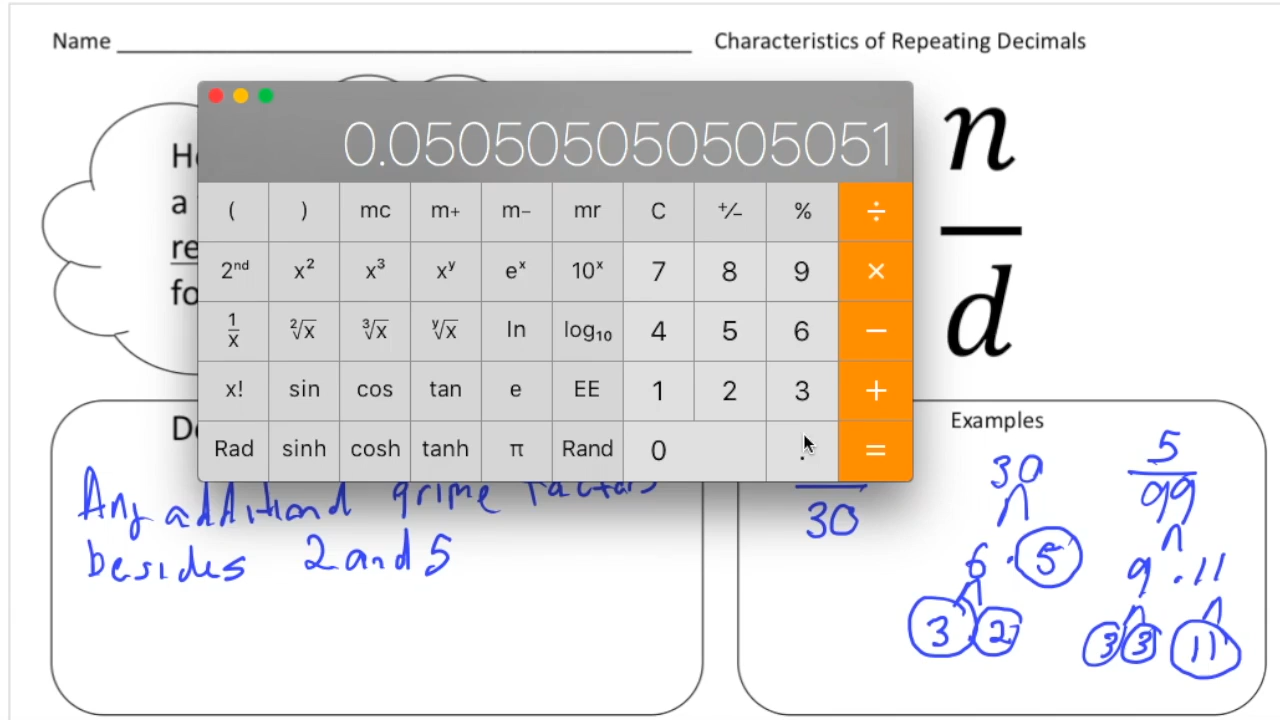 Name
Characteristics of Repeating Decimals
a
re
fo
n
d
0.0505050505050505051
( ) mc m+ m− mr C +/− % ÷
2nd x² x³ xʸ eˣ 10ˣ 7 8 9 ×
1/x ²√x ³√x ʸ√x ln log₁₀ 4 5 6 −
x! sin cos tan e EE 1 2 3 +
Rad sinh cosh tanh π Rand 0 . =
Examples
Any additional prime factors
besides 2 and 5
30
30
6 · 5
3 2
5
99
9 · 11
3 3 11